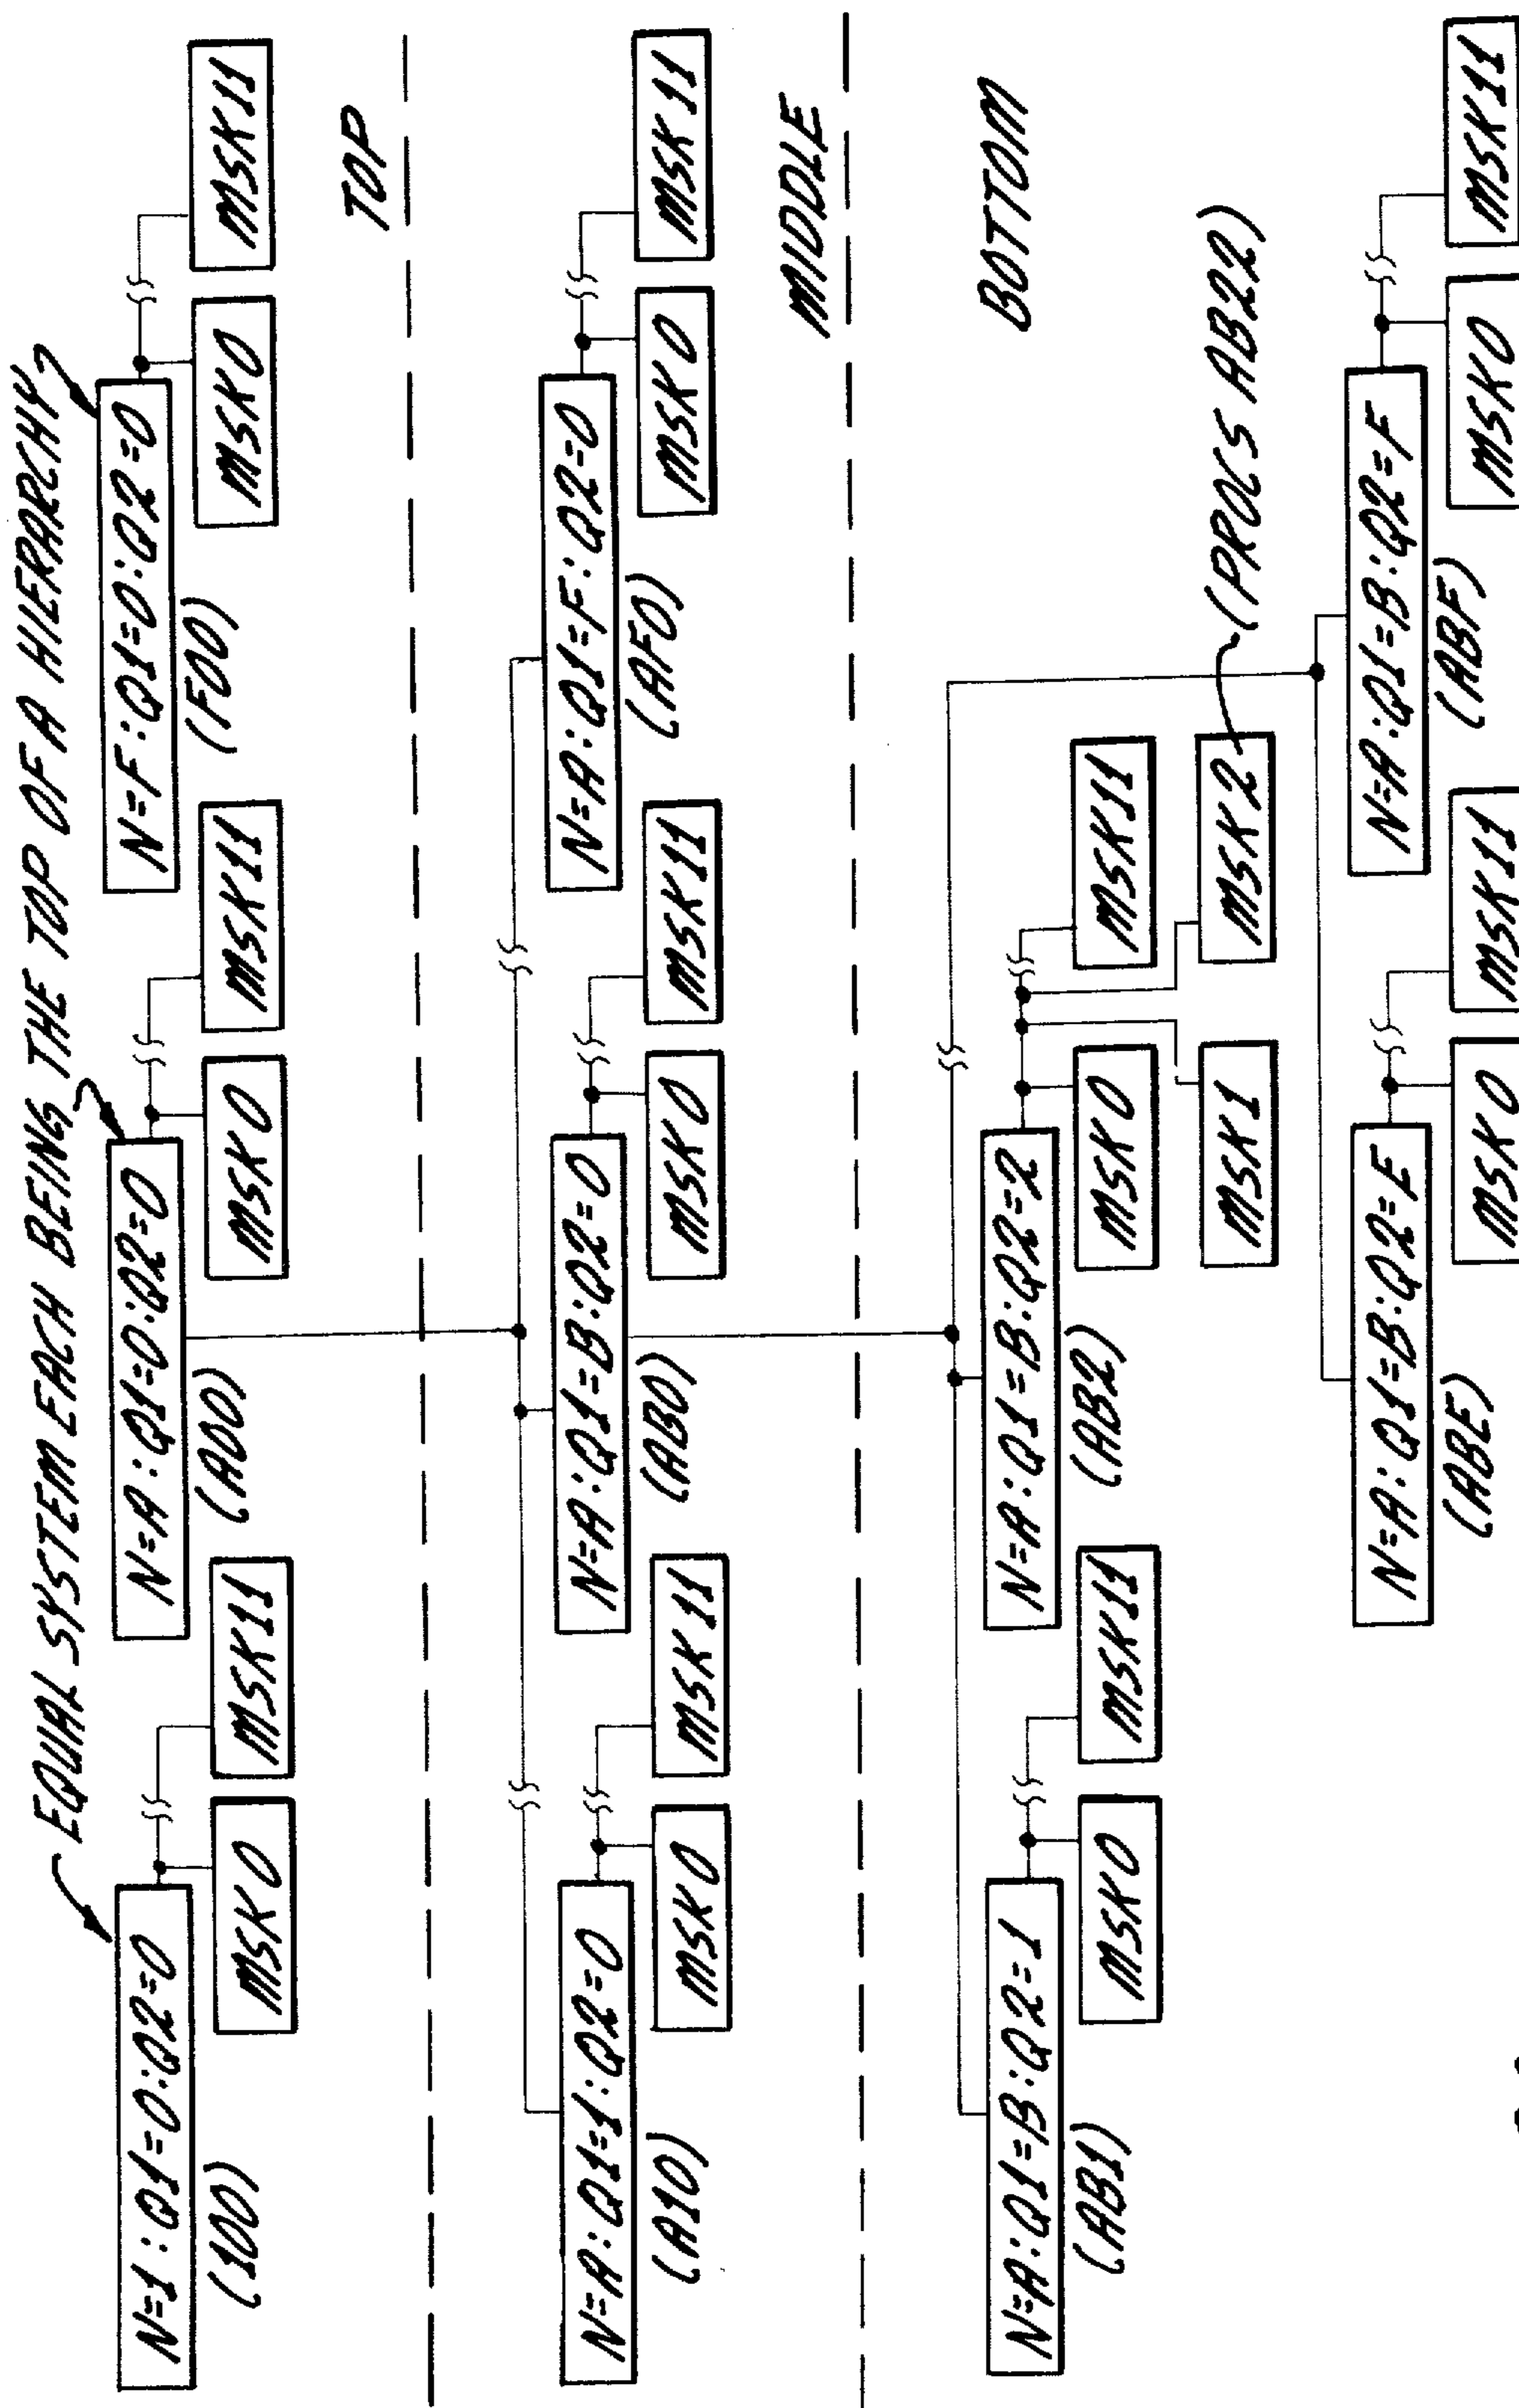 EQUAL SYSTEM EACH BEING THE TOP OF A HIERARCHY
N=1:Q1=0:Q2=0
(100)
MSK0
MSK11
N=A:Q1=0:Q2=0
(A00)
MSK0
MSK11
N=F:Q1=0:Q2=0
(F00)
MSK0
MSK11
TOP
N=A:Q1=1:Q2=0
(A10)
MSK0
MSK11
N=A:Q1=B:Q2=0
(AB0)
MSK0
MSK11
N=A:Q1=F:Q2=0
(AF0)
MSK0
MSK11
MIDDLE
BOTTOM
N=A:Q1=B:Q2=1
(AB1)
MSK0
MSK11
N=A:Q1=B:Q2=2
(AB2)
MSK0
MSK11
MSK1
MSK2
(PROCS AB22)
N=A:Q1=B:Q2=E
(ABE)
MSK0
MSK11
N=A:Q1=B:Q2=F
(ABF)
MSK0
MSK11